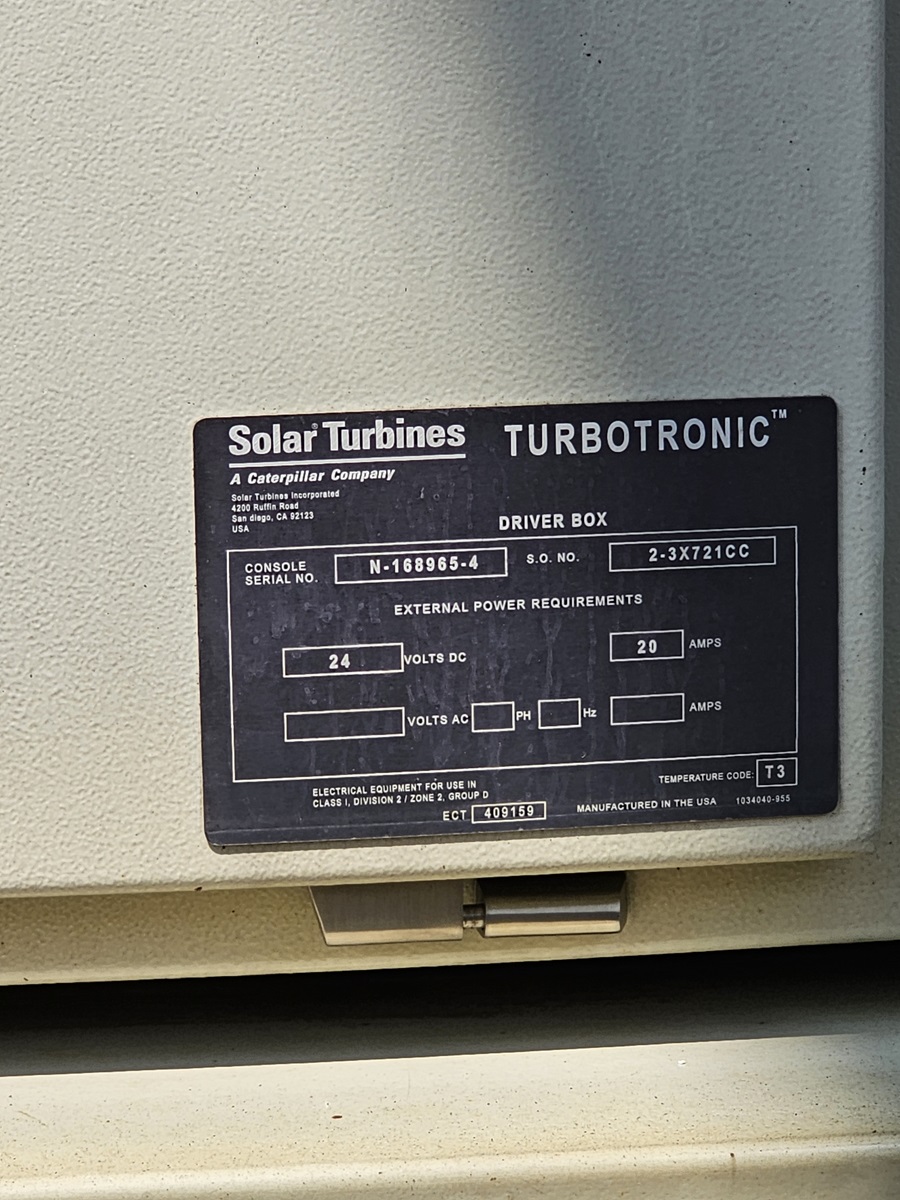 Solar® Turbines TURBOTRONIC™
A Caterpillar Company
Solar Turbines Incorporated
4200 Ruffin Road
San diego, CA 92123
USA
DRIVER BOX
CONSOLE SERIAL NO. N-168965-4 S.O. NO. 2-3X721CC
EXTERNAL POWER REQUIREMENTS
24 VOLTS DC 20 AMPS
VOLTS AC PH Hz AMPS
TEMPERATURE CODE: T3
ELECTRICAL EQUIPMENT FOR USE IN
CLASS I, DIVISION 2 / ZONE 2, GROUP D
ECT 409159 MANUFACTURED IN THE USA 1034040-955